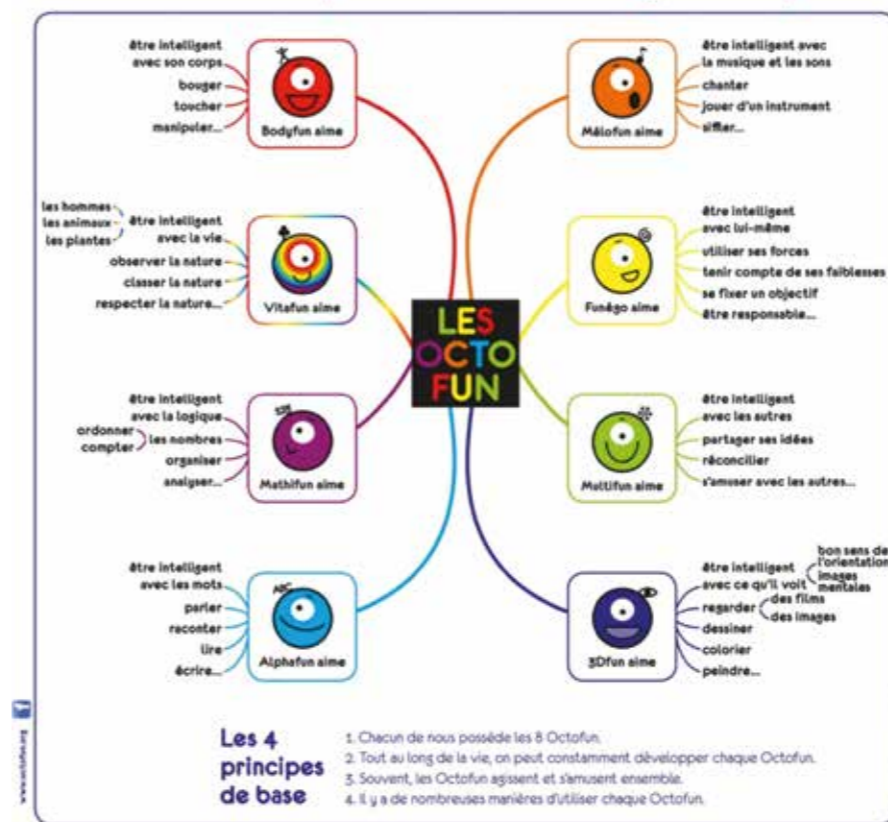 être intelligent
avec son corps
bouger
toucher
manipuler...
Bodyfun aime
être intelligent avec
la musique et les sons
chanter
jouer d'un instrument
siffler...
Mélofun aime
les hommes
les animaux
les plantes
être intelligent
avec la vie
observer la nature
classer la nature
respecter la nature...
Vitafun aime
être intelligent
avec lui-même
utiliser ses forces
tenir compte de ses faiblesses
se fixer un objectif
être responsable...
Funégo aime
LES
OCTO
FUN
être intelligent
avec la logique
ordonner
compter
les nombres
organiser
analyser...
Mathifun aime
être intelligent
avec les autres
partager ses idées
réconcilier
s'amuser avec les autres...
Multifun aime
être intelligent
avec les mots
parler
raconter
lire
écrire...
ABC
Alphafun aime
être intelligent
avec ce qu'il voit
bon sens de
l'orientation
images
mentales
regarder
des films
des images
dessiner
colorier
peindre...
3Dfun aime
Les 4
principes
de base
1. Chacun de nous possède les 8 Octofun.
2. Tout au long de la vie, on peut constamment développer chaque Octofun.
3. Souvent, les Octofun agissent et s'amusent ensemble.
4. Il y a de nombreuses manières d'utiliser chaque Octofun.